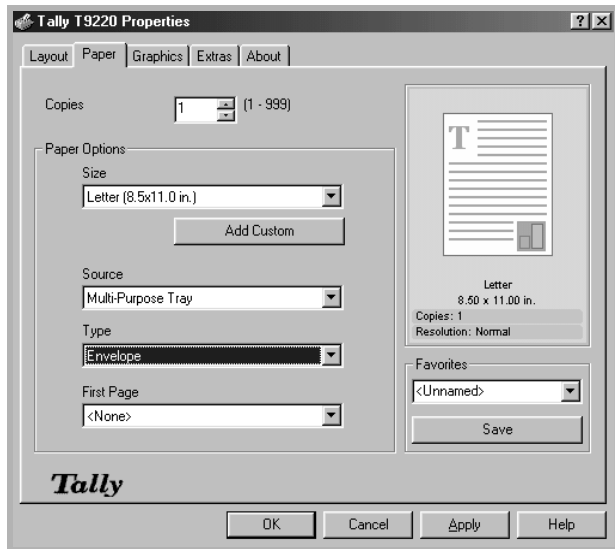 Tally T9220 Properties
Layout Paper Graphics Extras About
Copies 1 (1 - 999)
Paper Options
Size
Letter (8.5x11.0 in.)
Add Custom
Source
Multi-Purpose Tray
Type
Envelope
First Page
<None>
T
Letter
8.50 x 11.00 in.
Copies: 1
Resolution: Normal
Favorites
<Unnamed>
Save
Tally
OK Cancel Apply Help